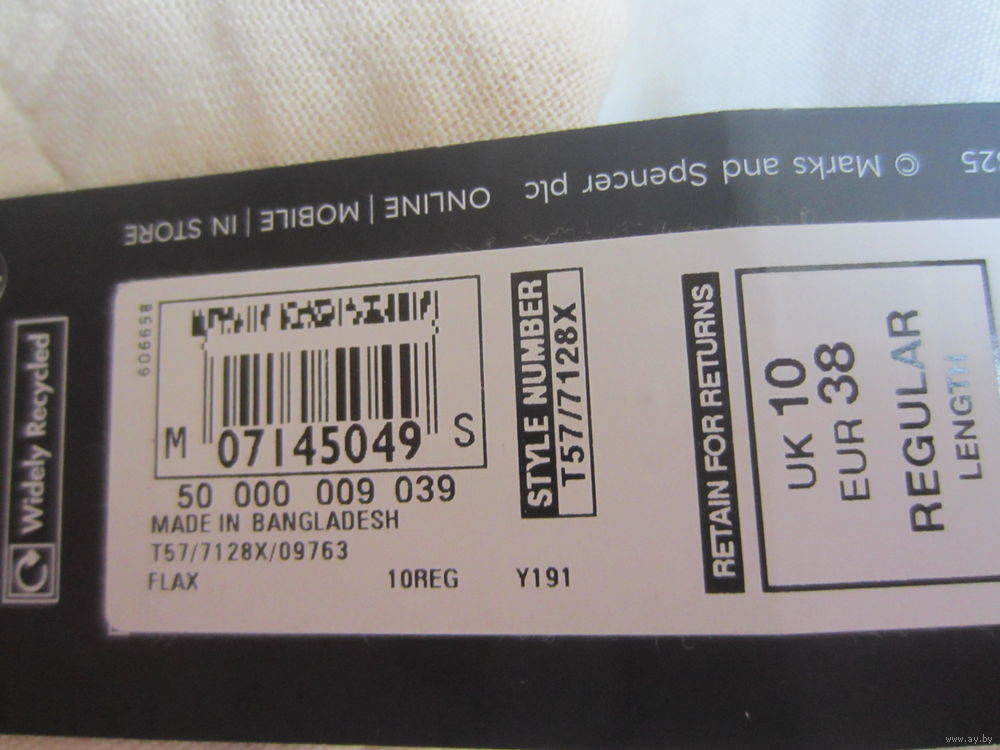 © Marks and Spencer plc
ONLINE | MOBILE | IN STORE
Widely Recycled
606658
M 07145049 S
50 000 009 039
MADE IN BANGLADESH
T57/7128X/09763
FLAX 10REG Y191
STYLE NUMBER
T57/7128X
RETAIN FOR RETURNS
UK 10
EUR 38
REGULAR
LENGTH
www.ay.by